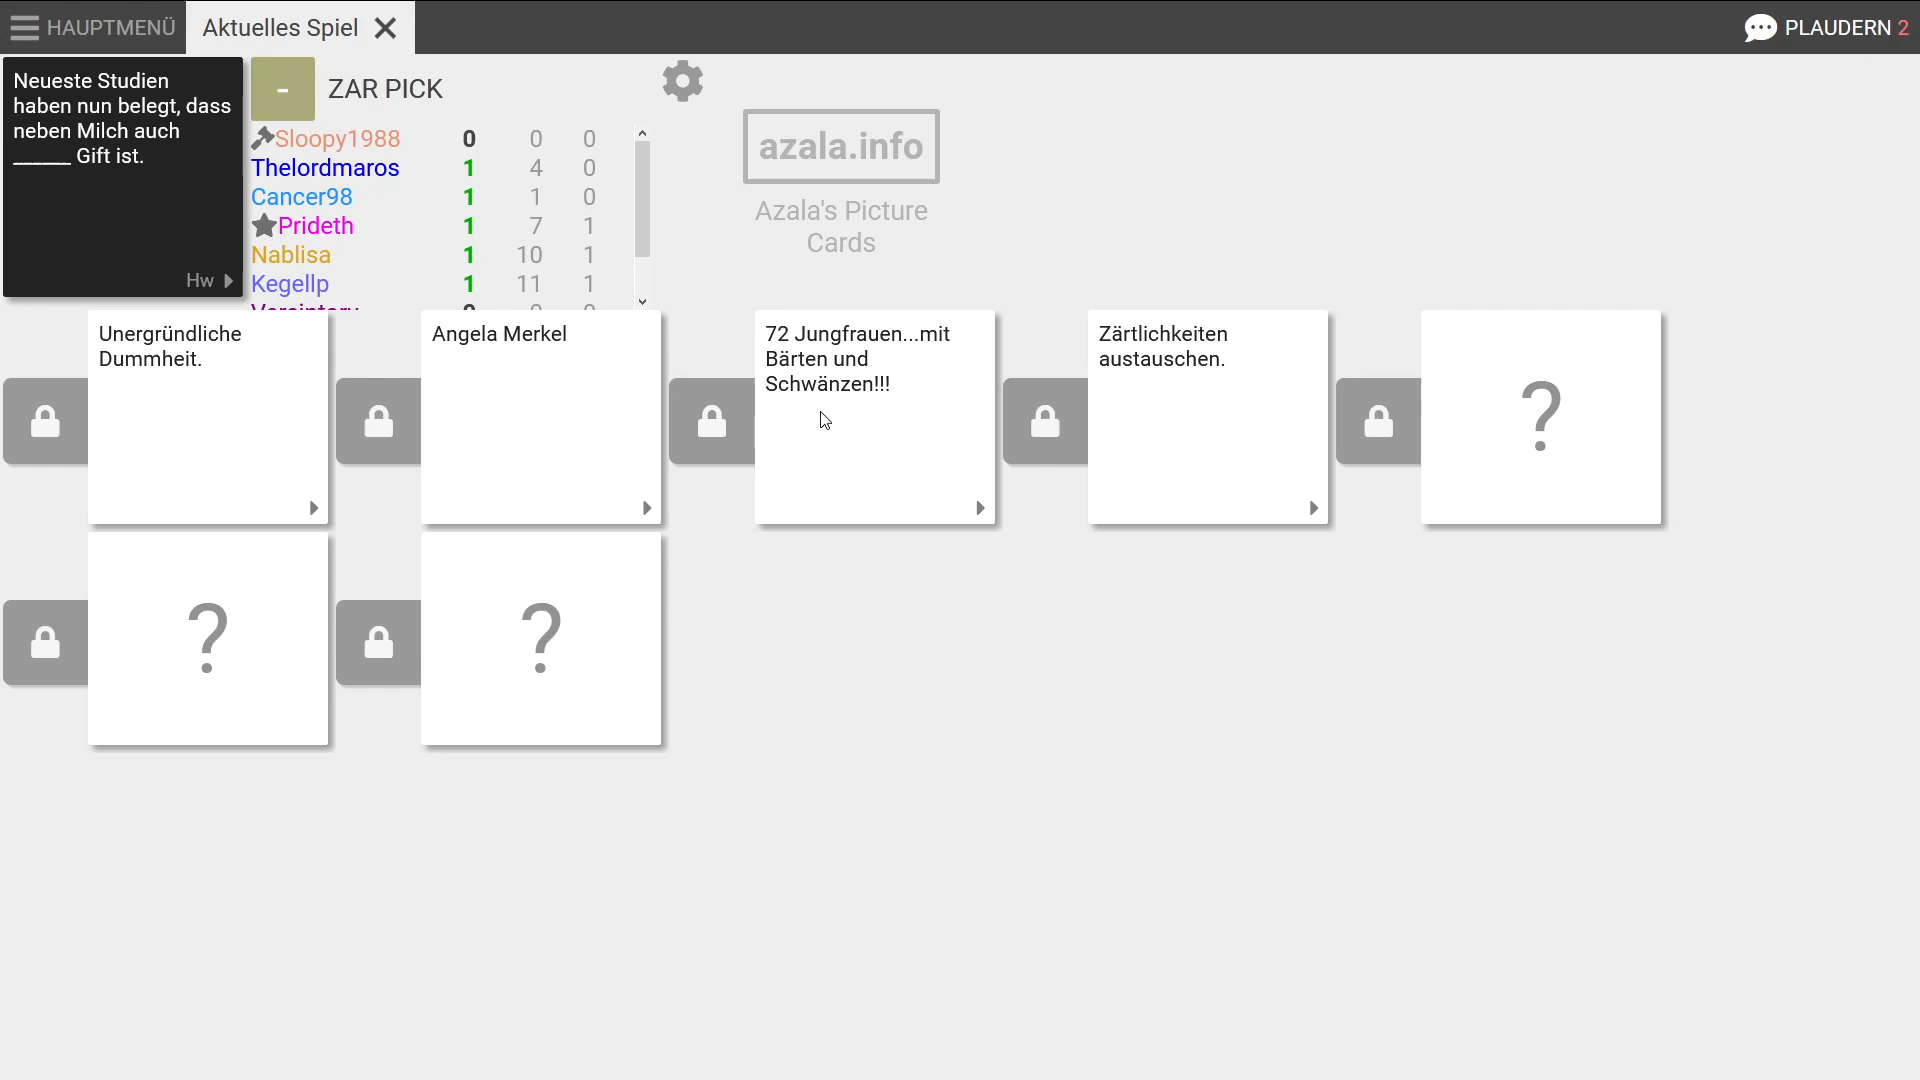 HAUPTMENÜ
Aktuelles Spiel
PLAUDERN 2
Neueste Studien
haben nun belegt, dass
neben Milch auch
______ Gift ist.
Hw
-
ZAR PICK
Sloopy1988 0 0 0
Thelordmaros 1 4 0
Cancer98 1 1 0
Prideth 1 7 1
Nablisa 1 10 1
Kegellp 1 11 1
azala.info
Azala's Picture
Cards
Unergründliche
Dummheit.
Angela Merkel
72 Jungfrauen...mit
Bärten und
Schwänzen!!!
Zärtlichkeiten
austauschen.
?
?
?